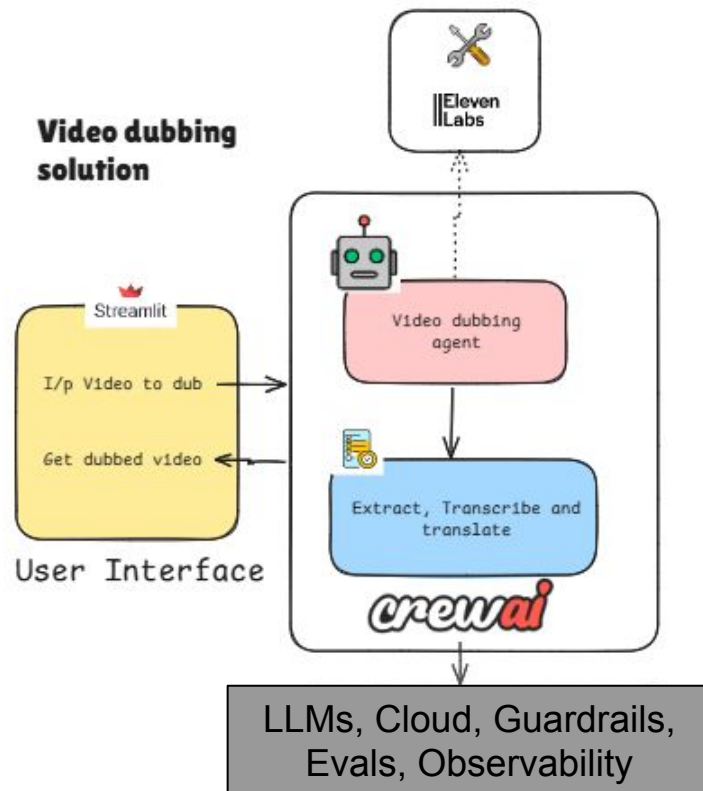 Eleven
Labs
Video dubbing
solution
Streamlit
Video dubbing
agent
I/p Video to dub
Get dubbed video
Extract, Transcribe and
translate
User Interface
crewai
LLMs, Cloud, Guardrails,
Evals, Observability